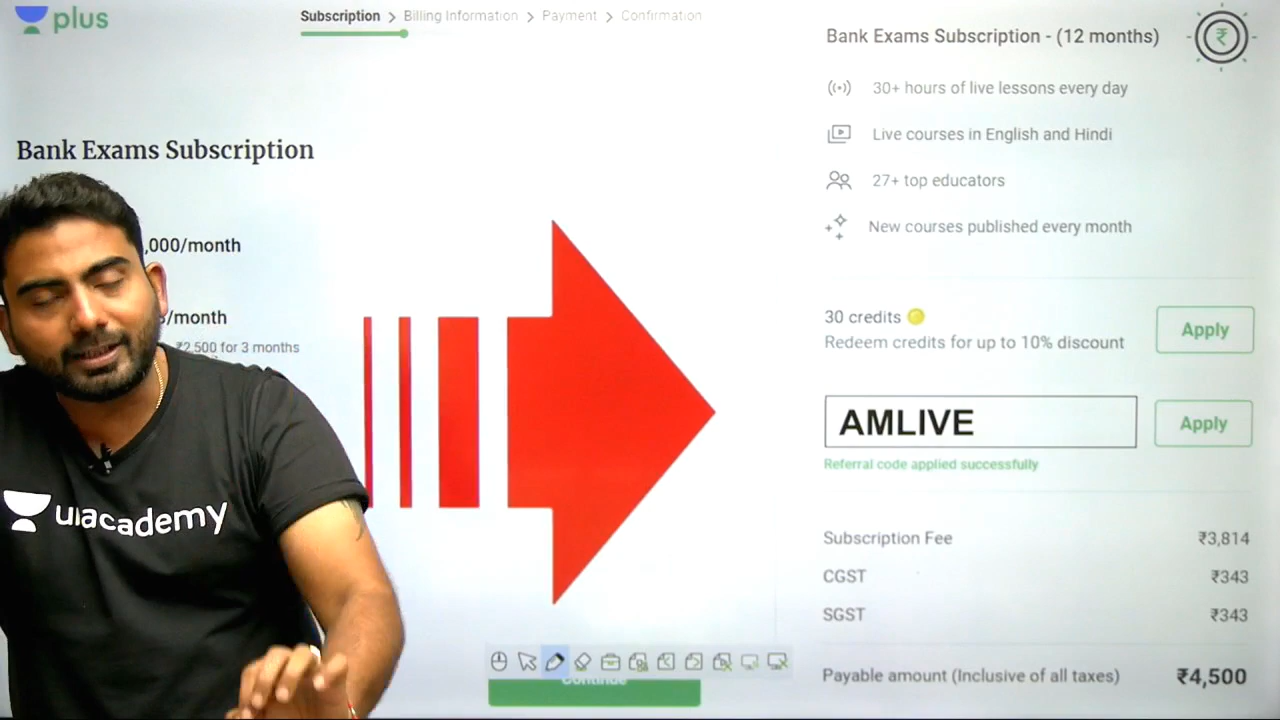 plus
Subscription > Billing Information > Payment > Confirmation
Bank Exams Subscription
,000/month
/month
₹2,500 for 3 months
unacademy
Continue
Bank Exams Subscription - (12 months)
₹
30+ hours of live lessons every day
Live courses in English and Hindi
27+ top educators
New courses published every month
30 credits
Redeem credits for up to 10% discount
Apply
AMLIVE
Apply
Referral code applied successfully
Subscription Fee ₹3,814
CGST ₹343
SGST ₹343
Payable amount (Inclusive of all taxes) ₹4,500